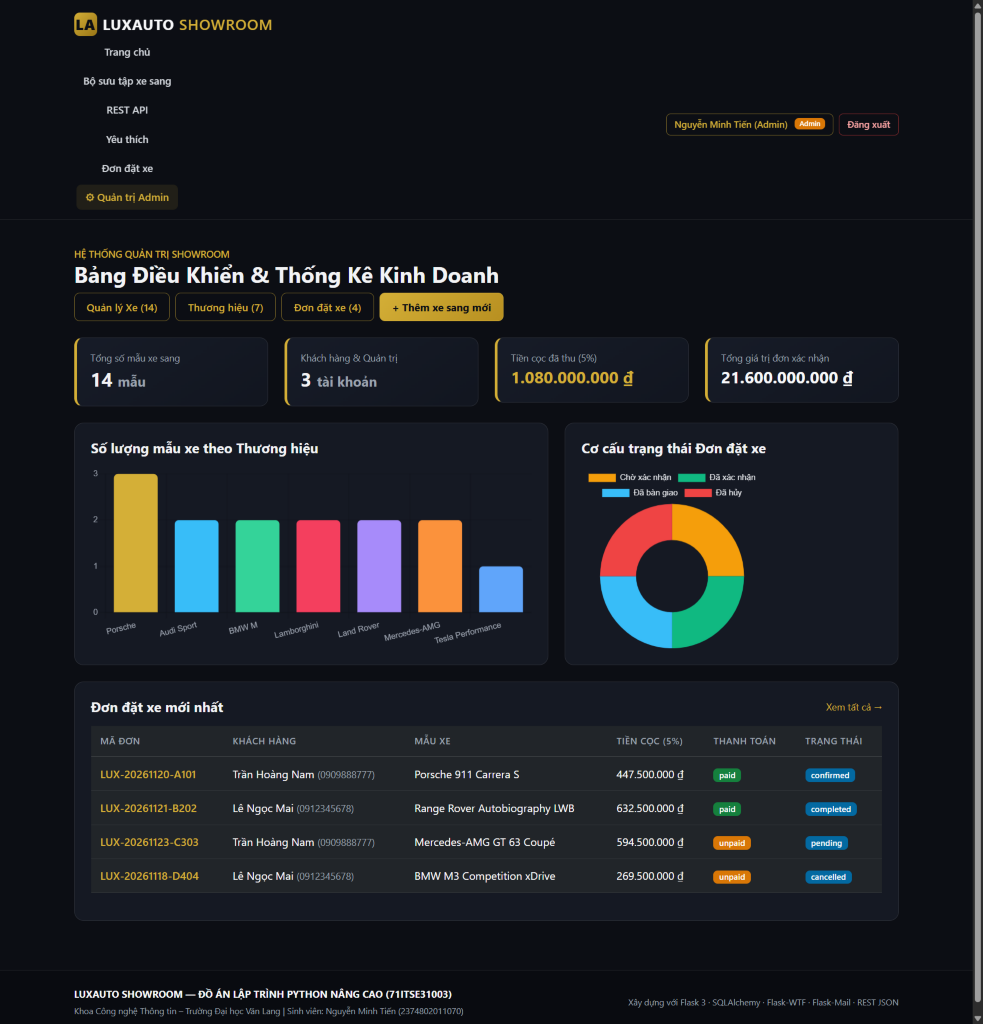 LA LUXAUTO SHOWROOM
Trang chủ
Bộ sưu tập xe sang
REST API
Yêu thích
Đơn đặt xe
⚙ Quản trị Admin
Nguyễn Minh Tiến (Admin) Admin
Đăng xuất
HỆ THỐNG QUẢN TRỊ SHOWROOM
Bảng Điều Khiển & Thống Kê Kinh Doanh
Quản lý Xe (14) Thương hiệu (7) Đơn đặt xe (4) + Thêm xe sang mới
Tổng số mẫu xe sang
14 mẫu
Khách hàng & Quản trị
3 tài khoản
Tiền cọc đã thu (5%)
1.080.000.000 ₫
Tổng giá trị đơn xác nhận
21.600.000.000 ₫
Số lượng mẫu xe theo Thương hiệu
3
2
1
0
Porsche Audi Sport BMW M Lamborghini Land Rover Mercedes-AMG Tesla Performance
Cơ cấu trạng thái Đơn đặt xe
Chờ xác nhận Đã xác nhận
Đã bàn giao Đã hủy
Đơn đặt xe mới nhất Xem tất cả →
MÃ ĐƠN KHÁCH HÀNG MẪU XE TIỀN CỌC (5%) THANH TOÁN TRẠNG THÁI
LUX-20261120-A101 Trần Hoàng Nam (0909888777) Porsche 911 Carrera S 447.500.000 ₫ paid confirmed
LUX-20261121-B202 Lê Ngọc Mai (0912345678) Range Rover Autobiography LWB 632.500.000 ₫ paid completed
LUX-20261123-C303 Trần Hoàng Nam (0909888777) Mercedes-AMG GT 63 Coupé 594.500.000 ₫ unpaid pending
LUX-20261118-D404 Lê Ngọc Mai (0912345678) BMW M3 Competition xDrive 269.500.000 ₫ unpaid cancelled
LUXAUTO SHOWROOM — ĐỒ ÁN LẬP TRÌNH PYTHON NÂNG CAO (71ITSE31003)
Khoa Công nghệ Thông tin – Trường Đại học Văn Lang | Sinh viên: Nguyễn Minh Tiến (2374802011070)
Xây dựng với Flask 3 · SQLAlchemy · Flask-WTF · Flask-Mail · REST JSON